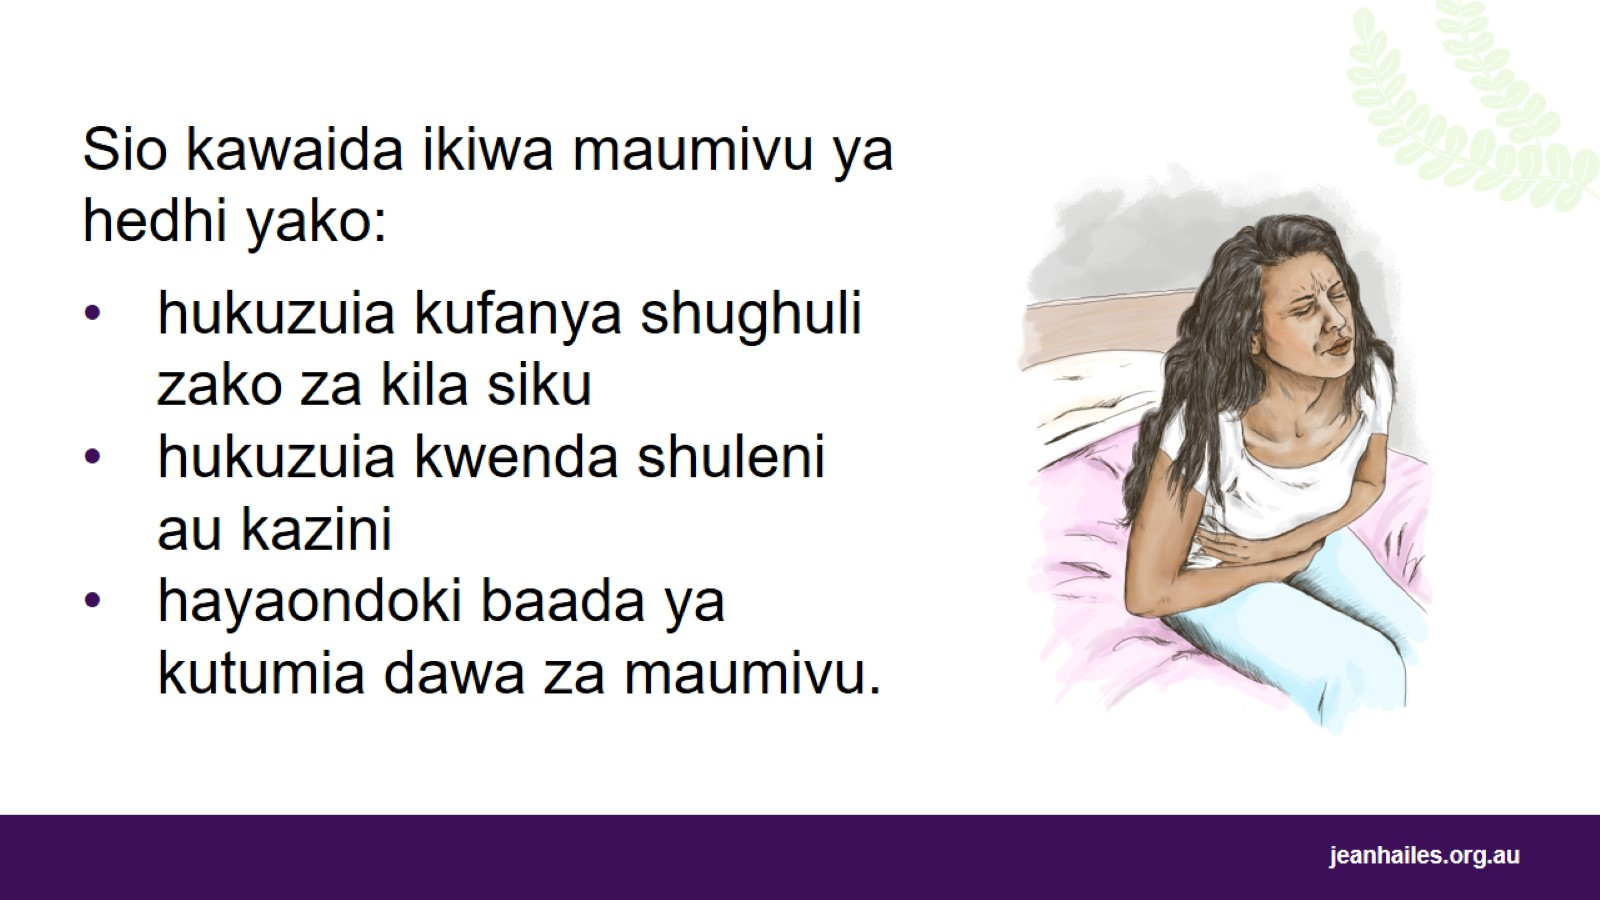 Sio kawaida ikiwa maumivu ya
hedhi yako:
• hukuzuia kufanya shughuli
zako za kila siku
• hukuzuia kwenda shuleni
au kazini
• hayaondoki baada ya
kutumia dawa za maumivu.
jeanhailes.org.au